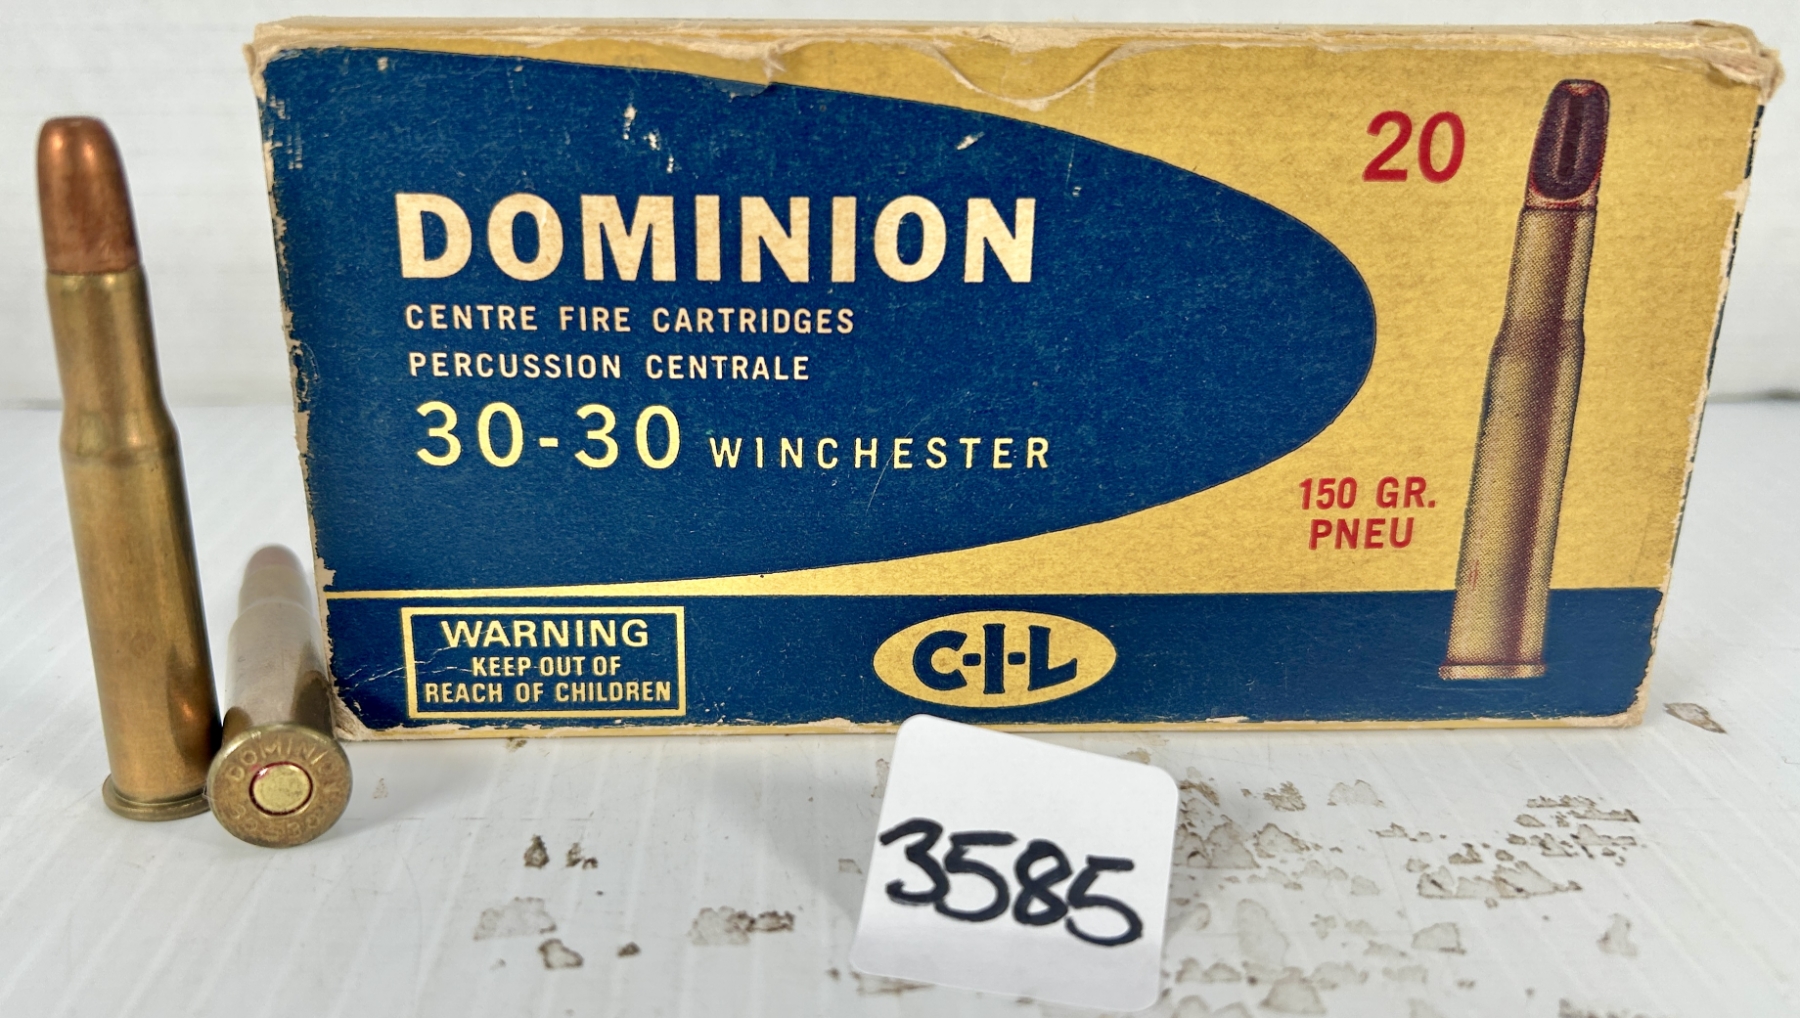 DOMINION
CENTRE FIRE CARTRIDGES
PERCUSSION CENTRALE
30-30 WINCHESTER
20
150 GR.
PNEU
WARNING
KEEP OUT OF
REACH OF CHILDREN
C-I-L
DOMINION
3585